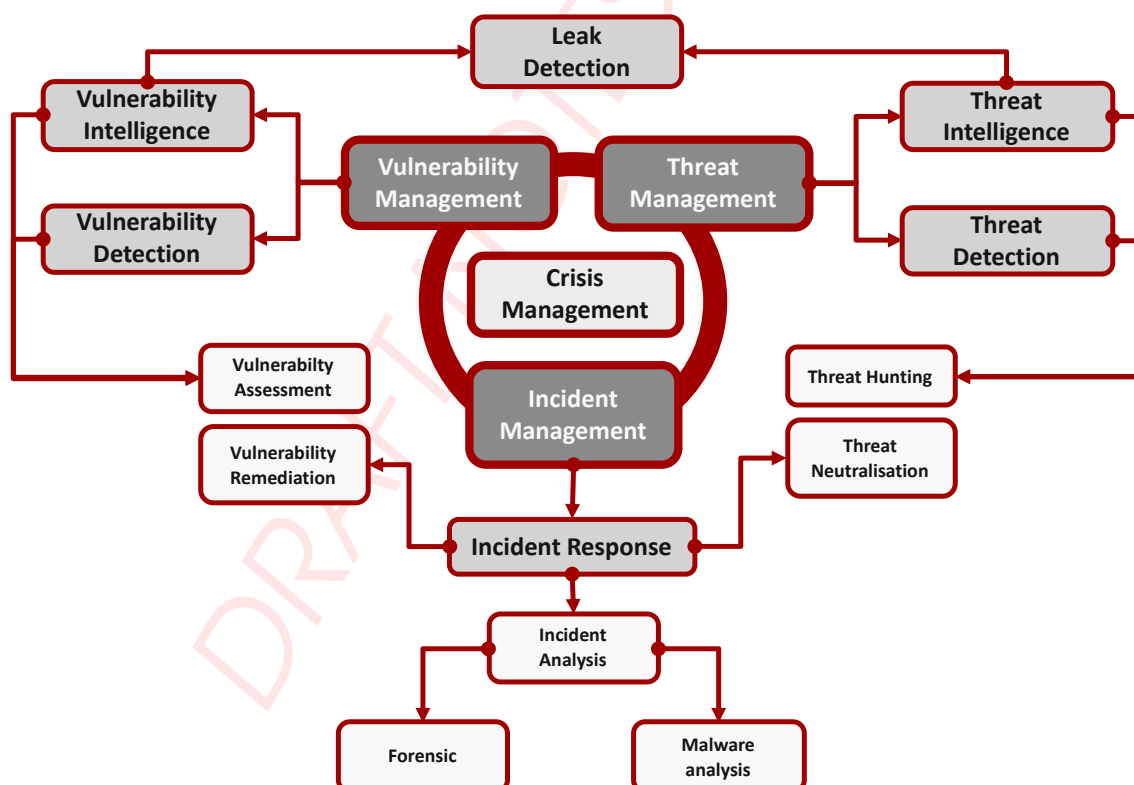 Leak
Detection
Vulnerability
Intelligence
Threat
Intelligence
Vulnerability
Management
Threat
Management
Vulnerability
Detection
Threat
Detection
Crisis
Management
Vulnerabilty
Assessment
Threat Hunting
Incident
Management
Vulnerability
Remediation
Threat
Neutralisation
Incident Response
Incident
Analysis
Forensic
Malware
analysis
DRAFT